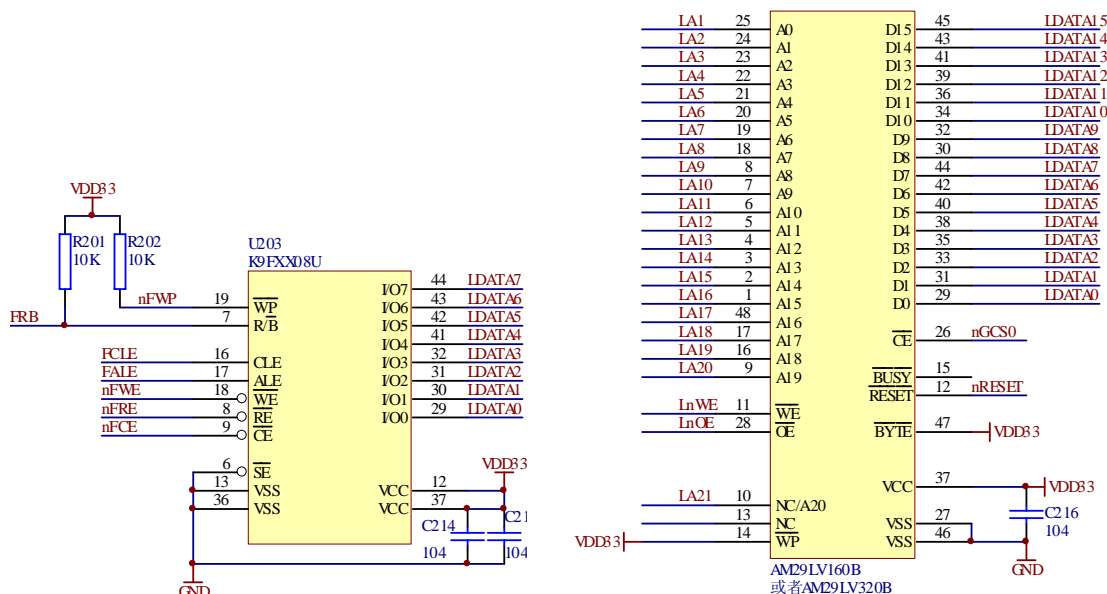 VDD33
R201
10K
R202
10K
U203
K9FXX08U
nFWP
19
WP
FRB
7
R/B
FCLE
16
CLE
FALE
17
ALE
nFWE
18
WE
nFRE
8
RE
nFCE
9
CE
6
SE
13
VSS
36
VSS
I/O7
44
LDATA7
I/O6
43
LDATA6
I/O5
42
LDATA5
I/O4
41
LDATA4
I/O3
32
LDATA3
I/O2
31
LDATA2
I/O1
30
LDATA1
I/O0
29
LDATA0
VDD33
VCC
12
VCC
37
C214
104
C21
104
GND
LA1
25
A0
LA2
24
A1
LA3
23
A2
LA4
22
A3
LA5
21
A4
LA6
20
A5
LA7
19
A6
LA8
18
A7
LA9
8
A8
LA10
7
A9
LA11
6
A10
LA12
5
A11
LA13
4
A12
LA14
3
A13
LA15
2
A14
LA16
1
A15
LA17
48
A16
LA18
17
A17
LA19
16
A18
LA20
9
A19
LnWE
11
WE
LnOE
28
OE
LA21
10
NC/A20
13
NC
VDD33
14
WP
D15
45
LDATA15
D14
43
LDATA14
D13
41
LDATA13
D12
39
LDATA12
D11
36
LDATA11
D10
34
LDATA10
D9
32
LDATA9
D8
30
LDATA8
D7
44
LDATA7
D6
42
LDATA6
D5
40
LDATA5
D4
38
LDATA4
D3
35
LDATA3
D2
33
LDATA2
D1
31
LDATA1
D0
29
LDATA0
CE
26
nGCS0
BUSY
15
RESET
12
nRESET
BYTE
47
VDD33
VCC
37
VDD33
C216
104
VSS
27
VSS
46
GND
AM29LV160B
或者AM29LV320B